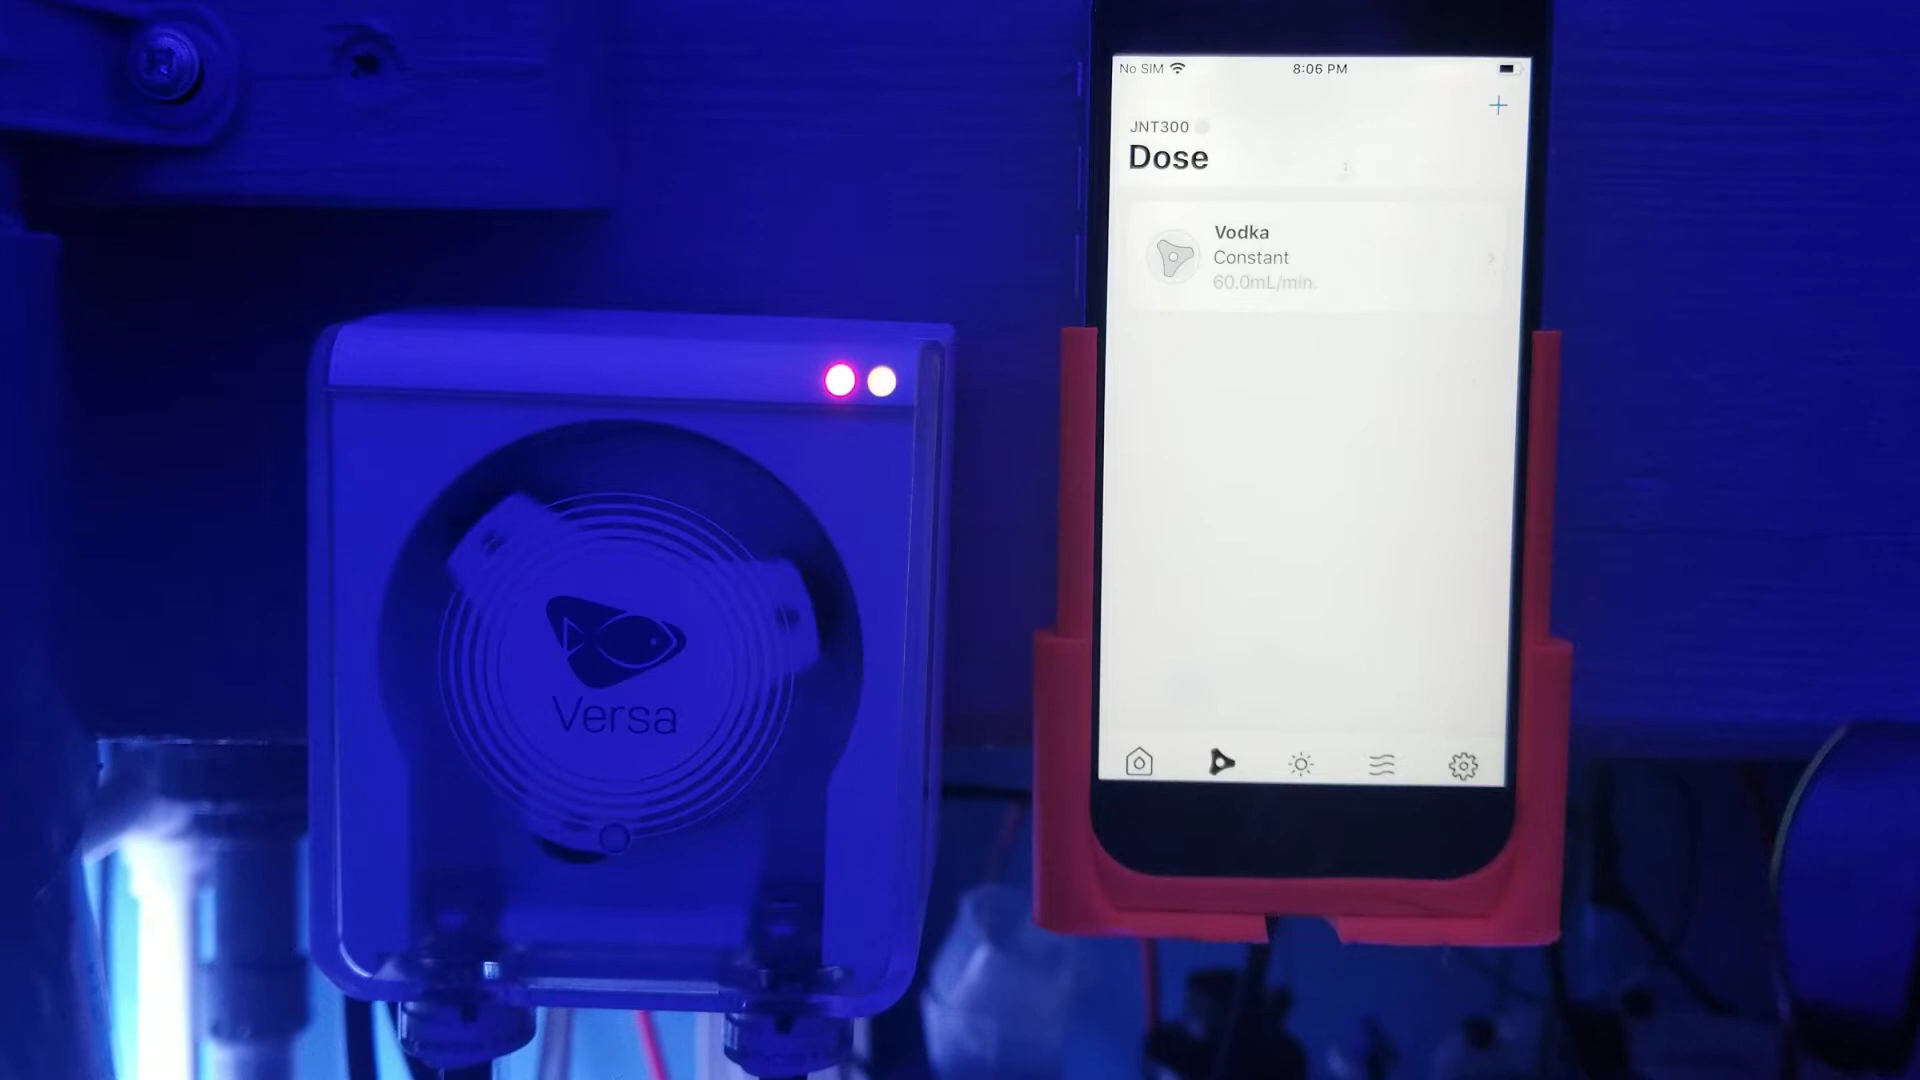 No SIM
8:06 PM
JNT300
Dose
Vodka
Constant
60.0mL/min.
Versa